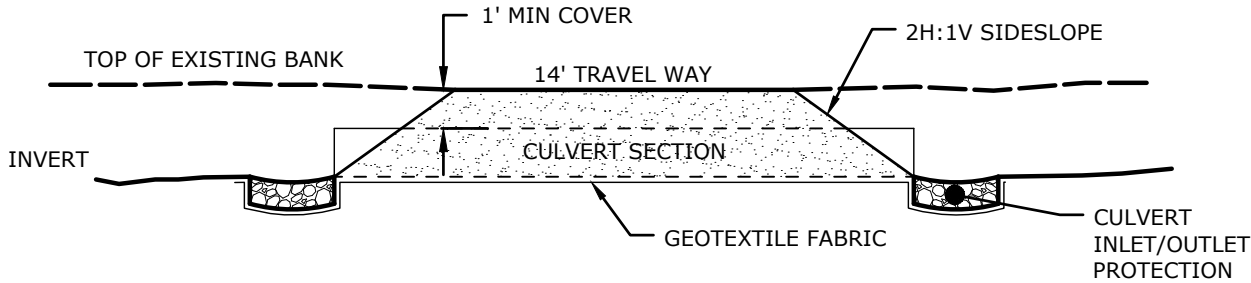 1' MIN COVER
2H:1V SIDESLOPE
TOP OF EXISTING BANK
14' TRAVEL WAY
CULVERT SECTION
INVERT
GEOTEXTILE FABRIC
CULVERT
INLET/OUTLET
PROTECTION